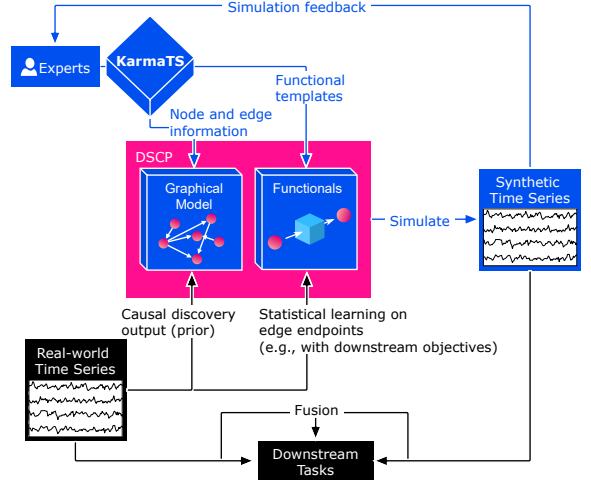 Simulation feedback
KarmaTS
Experts
Functional
templates
Node and edge
information
DSCP
Graphical
Model
Functionals
Simulate
Synthetic
Time Series
Causal discovery
output (prior)
Statistical learning on
edge endpoints
(e.g., with downstream objectives)
Real-world
Time Series
Fusion
Downstream
Tasks